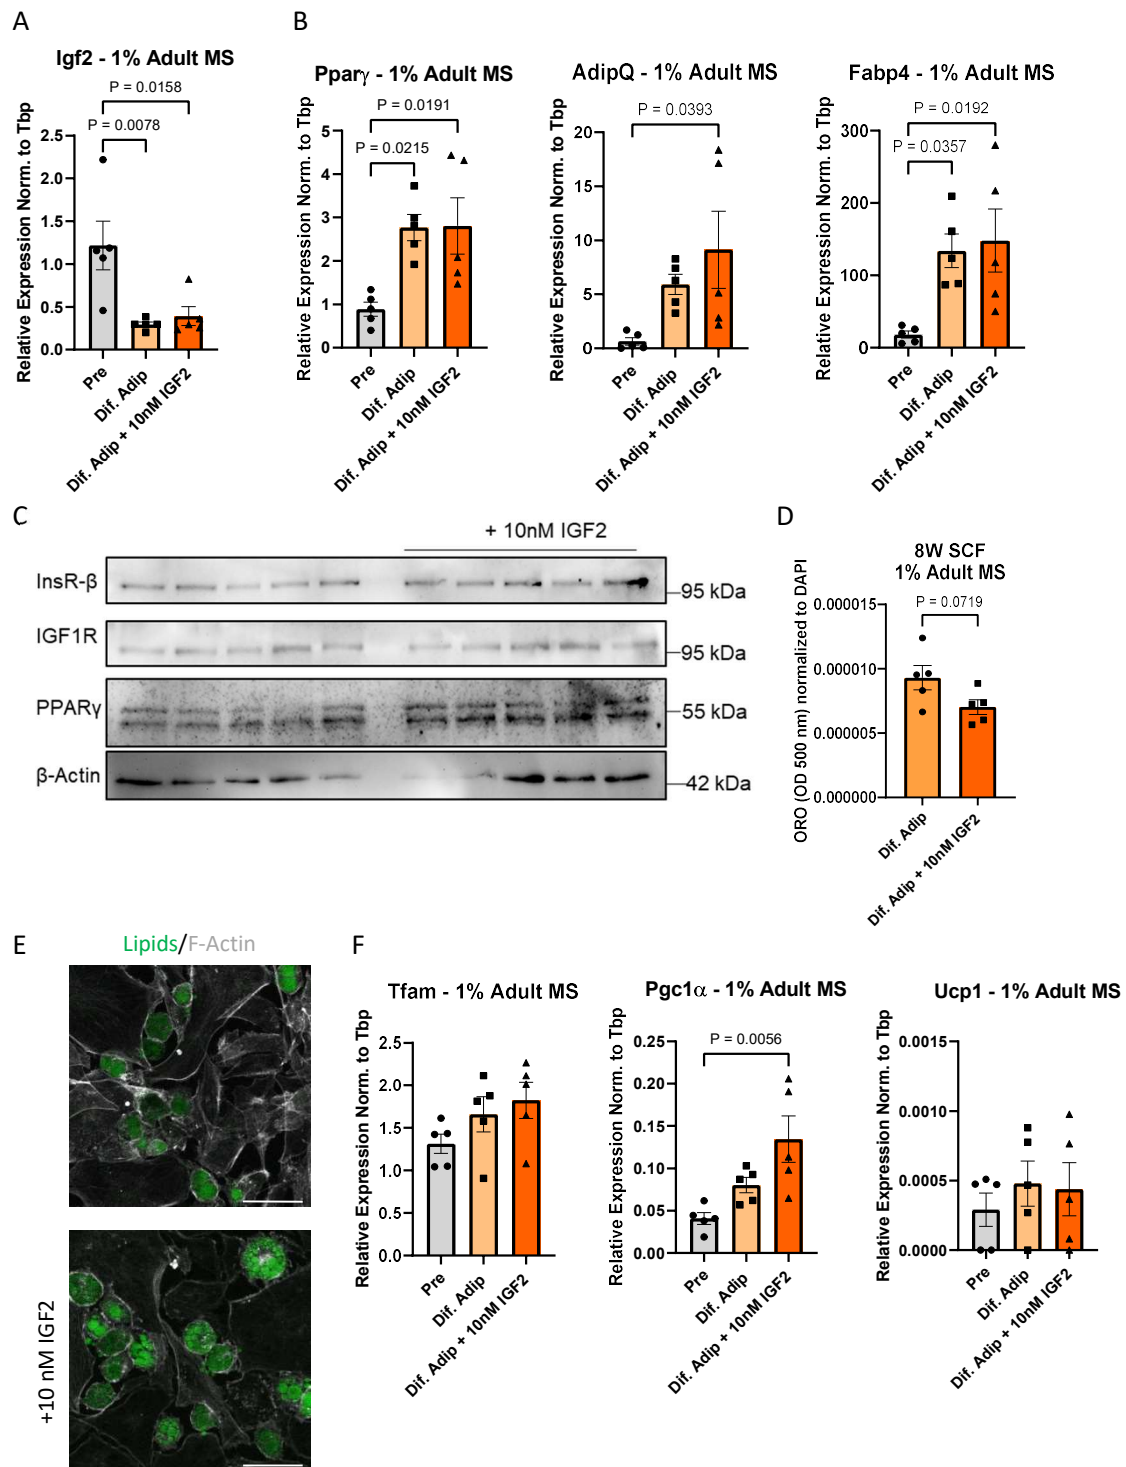 A
B
Igf2 - 1% Adult MS
P = 0.0158
P = 0.0078
Relative Expression Norm. to Tbp
2.5
2.0
1.5
1.0
0.5
0.0
Pre
Dif. Adip
Dif. Adip + 10nM IGF2
Pparγ - 1% Adult MS
P = 0.0191
P = 0.0215
Relative Expression Norm. to Tbp
5
4
3
2
1
0
Pre
Dif. Adip
Dif. Adip + 10nM IGF2
AdipQ - 1% Adult MS
P = 0.0393
Relative Expression Norm. to Tbp
20
15
10
5
0
Pre
Dif. Adip
Dif. Adip + 10nM IGF2
Fabp4 - 1% Adult MS
P = 0.0192
P = 0.0357
Relative Expression Norm. to Tbp
300
200
100
0
Pre
Dif. Adip
Dif. Adip + 10nM IGF2
C
+ 10nM IGF2
InsR-β
95 kDa
IGF1R
95 kDa
PPARγ
55 kDa
β-Actin
42 kDa
D
8W SCF
1% Adult MS
P = 0.0719
ORO (OD 500 nm) normalized to DAPI
0.000015
0.000010
0.000005
0.000000
Dif. Adip
Dif. Adip + 10nM IGF2
E
Lipids/F-Actin
+10 nM IGF2
F
Tfam - 1% Adult MS
Relative Expression Norm. to Tbp
2.5
2.0
1.5
1.0
0.5
0.0
Pre
Dif. Adip
Dif. Adip + 10nM IGF2
Pgc1α - 1% Adult MS
P = 0.0056
Relative Expression Norm. to Tbp
0.25
0.20
0.15
0.10
0.05
0.00
Pre
Dif. Adip
Dif. Adip + 10nM IGF2
Ucp1 - 1% Adult MS
Relative Expression Norm. to Tbp
0.0015
0.0010
0.0005
0.0000
Pre
Dif. Adip
Dif. Adip + 10nM IGF2